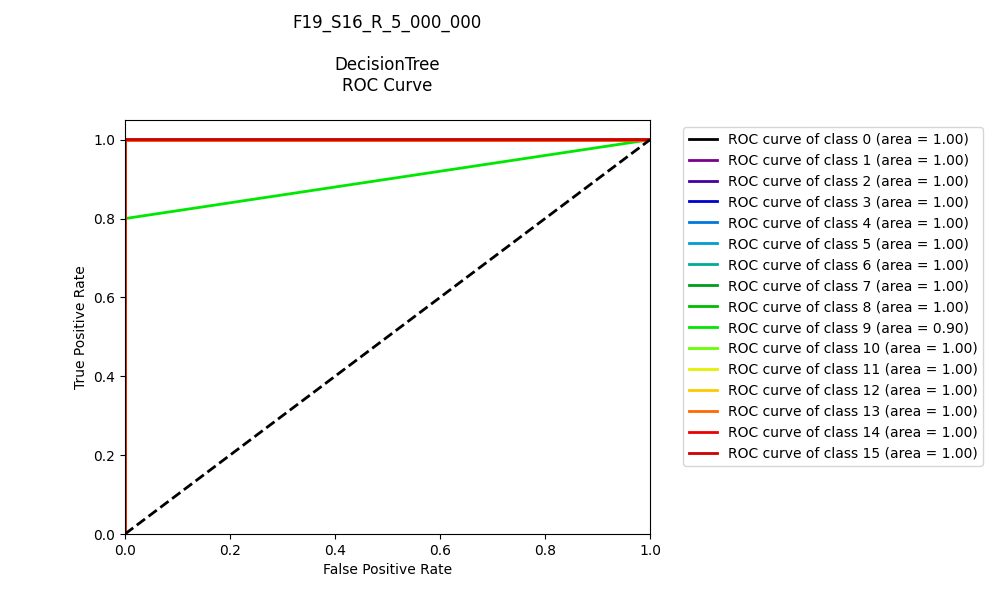 F19_S16_R_5_000_000
DecisionTree
ROC Curve
True Positive Rate
1.0
0.8
0.6
0.4
0.2
0.0
0.0 0.2 0.4 0.6 0.8 1.0
False Positive Rate
ROC curve of class 0 (area = 1.00)
ROC curve of class 1 (area = 1.00)
ROC curve of class 2 (area = 1.00)
ROC curve of class 3 (area = 1.00)
ROC curve of class 4 (area = 1.00)
ROC curve of class 5 (area = 1.00)
ROC curve of class 6 (area = 1.00)
ROC curve of class 7 (area = 1.00)
ROC curve of class 8 (area = 1.00)
ROC curve of class 9 (area = 0.90)
ROC curve of class 10 (area = 1.00)
ROC curve of class 11 (area = 1.00)
ROC curve of class 12 (area = 1.00)
ROC curve of class 13 (area = 1.00)
ROC curve of class 14 (area = 1.00)
ROC curve of class 15 (area = 1.00)